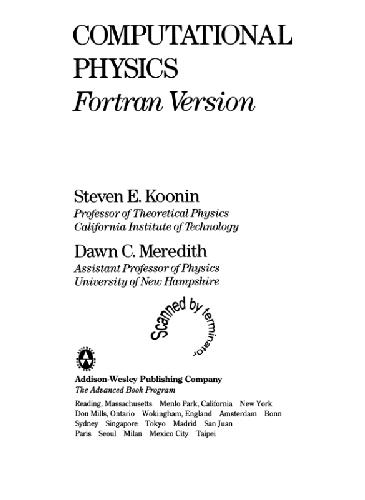 COMPUTATIONAL
PHYSICS
Fortran Version
Steven E. Koonin
Professor of Theoretical Physics
California Institute of Technology
Dawn C. Meredith
Assistant Professor of Physics
University of New Hampshire
Scanned by terminator
Addison-Wesley Publishing Company
The Advanced Book Program
Reading, Massachusetts Menlo Park, California New York
Don Mills, Ontario Wokingham, England Amsterdam Bonn
Sydney Singapore Tokyo Madrid San Juan
Paris Seoul Milan Mexico City Taipei